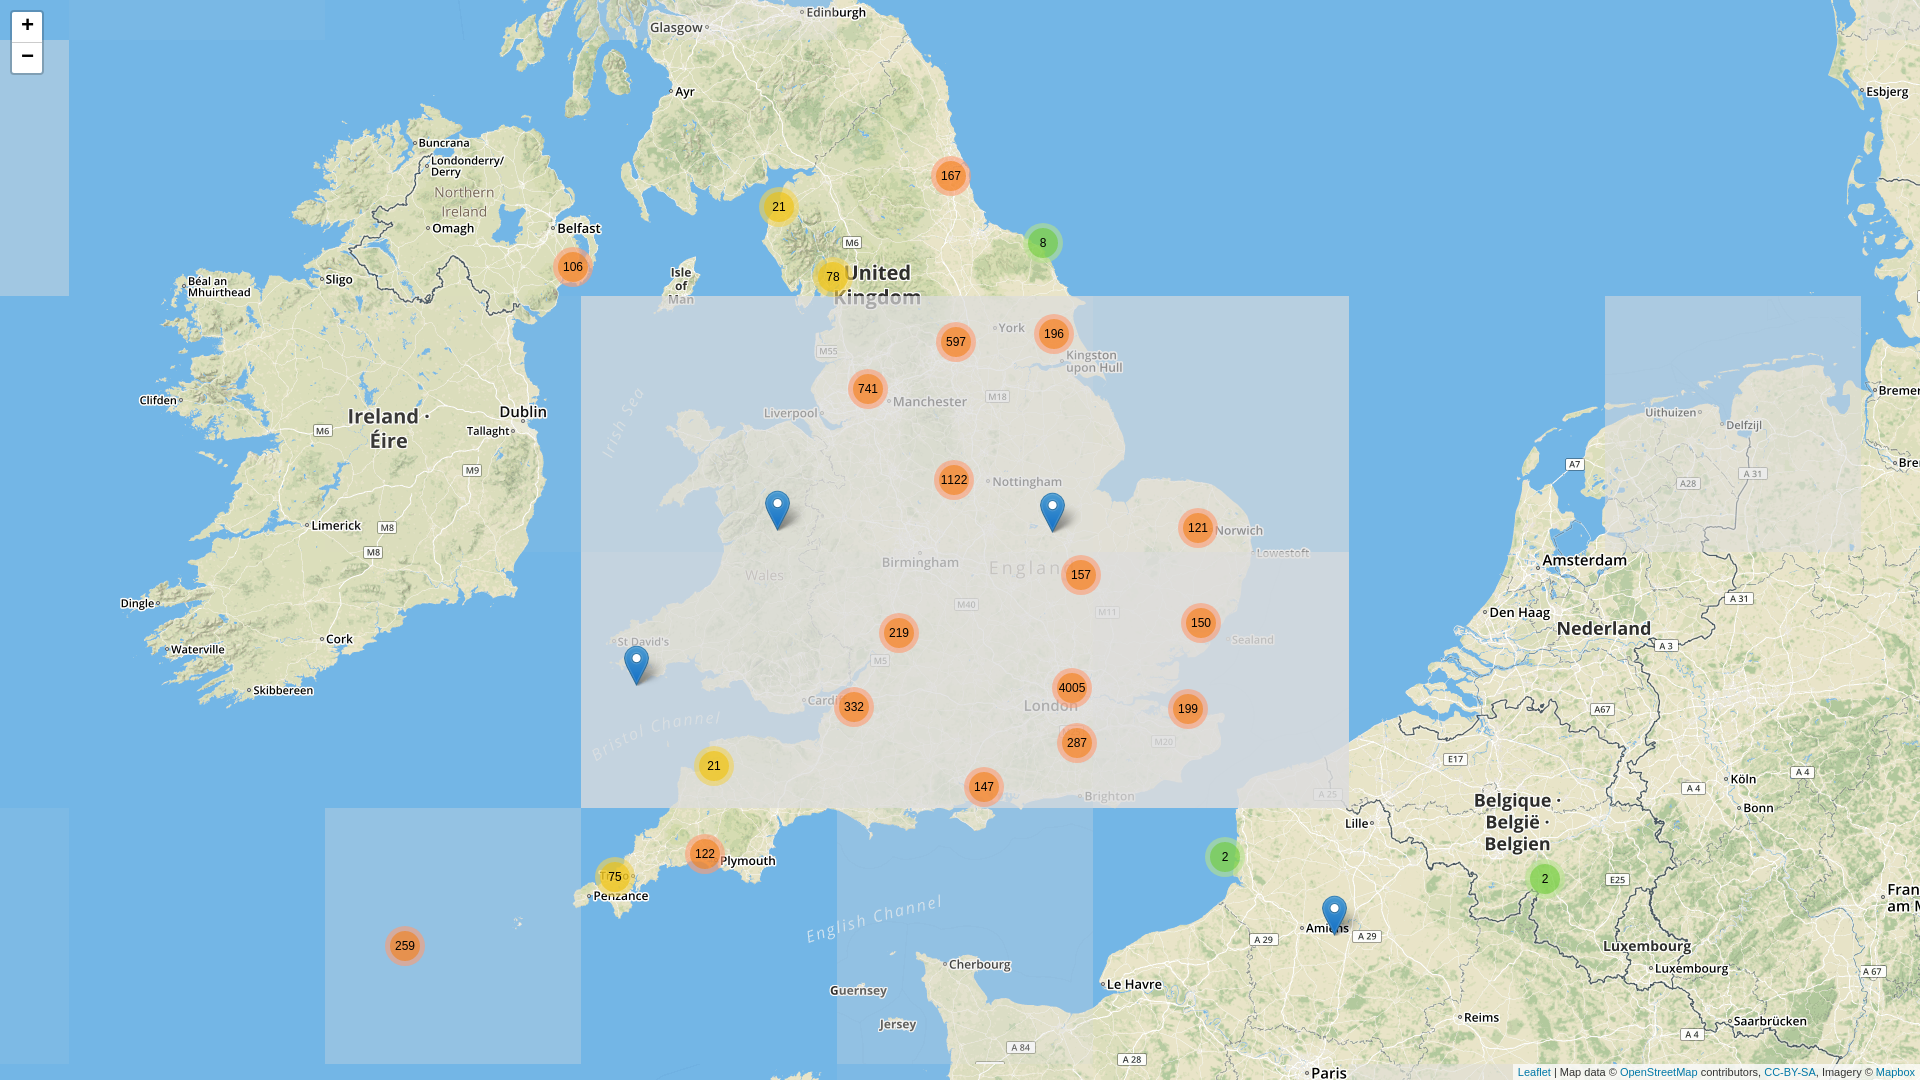 +
−
Edinburgh
Glasgow
Ayr
Esbjerg
Buncrana
Londonderry/
Derry
167
Northern
Ireland
21
Omagh
Belfast
M6
8
106
Isle
of
Man
78
United
Kingdom
Sligo
Béal an
Mhuirthead
York
196
597
M55
Kingston
upon Hull
741
Manchester
M18
Liverpool
Irish Sea
Clifden
Ireland ·
Éire
Dublin
M6
Tallaght
M9
Uithuizen
Delfzijl
Bremer
A7
A 31
A28
Bre
1122
Nottingham
Limerick
M8
M8
121
Norwich
Lowestoft
Birmingham
Wales
157
Englan
Amsterdam
Dingle
M40
M11
A 31
Den Haag
Nederland
150
219
Sealand
Cork
St David's
Waterville
M5
A 3
Skibbereen
4005
Cardi
332
London
199
A67
Bristol Channel
287
M20
21
E17
A 4
Köln
147
Brighton
A 25
A 4
Bonn
Belgique ·
België ·
Belgien
Lille
122
Plymouth
2
75
Penzance
2
E25
Fran
am M
English Channel
259
A 29
Amiens
A 29
Luxembourg
Cherbourg
Luxembourg
A 67
Le Havre
Guernsey
Jersey
Reims
Saarbrücken
A 84
A 28
A 4
Paris
Leaflet | Map data © OpenStreetMap contributors, CC-BY-SA, Imagery © Mapbox